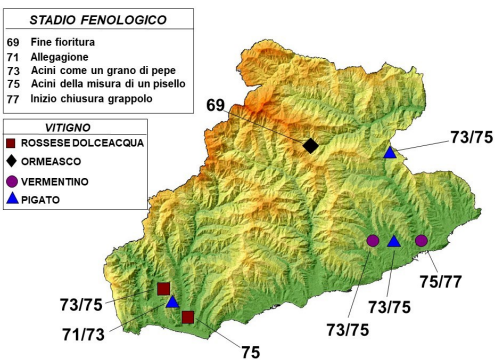 STADIO FENOLOGICO
69 Fine fioritura
71 Allegagione
73 Acini come un grano di pepe
75 Acini della misura di un pisello
77 Inizio chiusura grappolo
VITIGNO
ROSSESE DOLCEACQUA
ORMEASCO
VERMENTINO
PIGATO
69
73/75
75/77
73/75
73/75
73/75
71/73
75